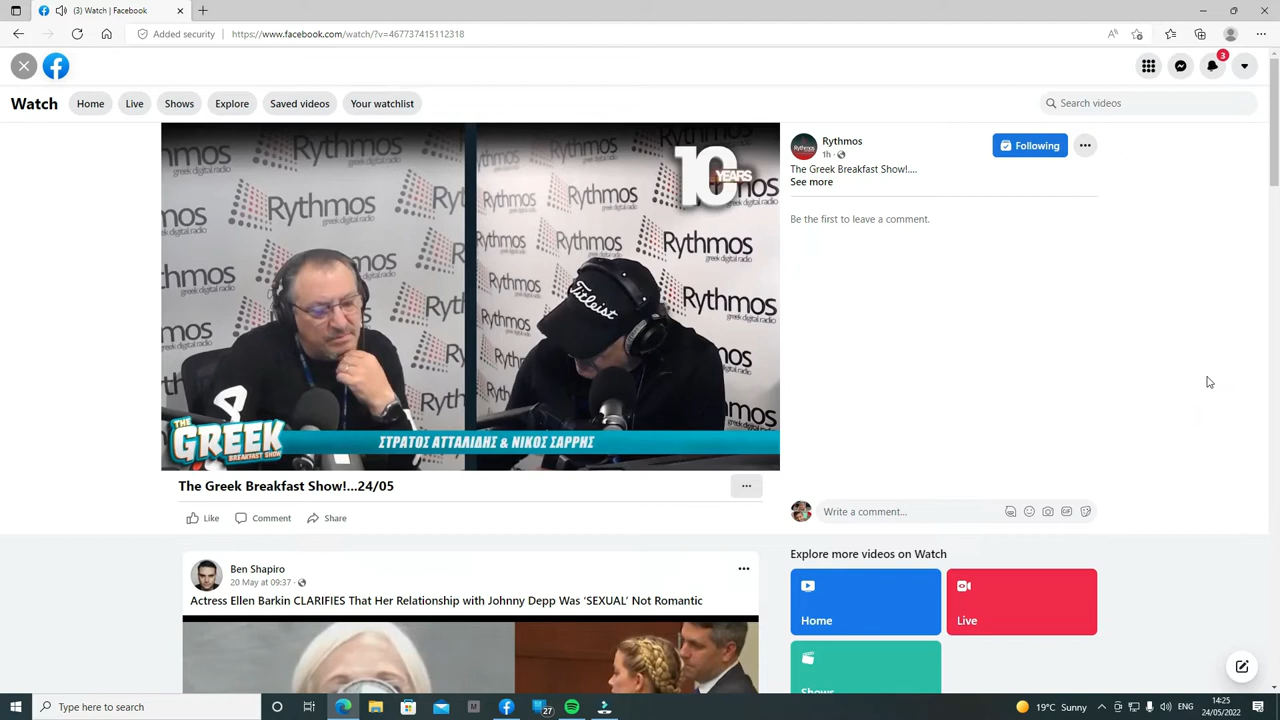 (3) Watch | Facebook
Added security
https://www.facebook.com/watch/?v=467737415112318
3
Watch
Home
Live
Shows
Explore
Saved videos
Your watchlist
Search videos
Rythmos
greek digital radio
10 YEARS
Titleist
THE
GREEK
BREAKFAST SHOW!
ΣΤΡΑΤΟΣ ΑΤΤΑΛΙΔΗΣ & ΝΙΚΟΣ ΣΑΡΡΗΣ
Rythmos
1h
Following
The Greek Breakfast Show!....
See more
Be the first to leave a comment.
Write a comment...
GIF
The Greek Breakfast Show!...24/05
Like
Comment
Share
Ben Shapiro
20 May at 09:37
Actress Ellen Barkin CLARIFIES That Her Relationship with Johnny Depp Was ‘SEXUAL’ Not Romantic
Explore more videos on Watch
Home
Live
Shows
Type here to search
27
19°C Sunny
ENG
14:25
24/05/2022